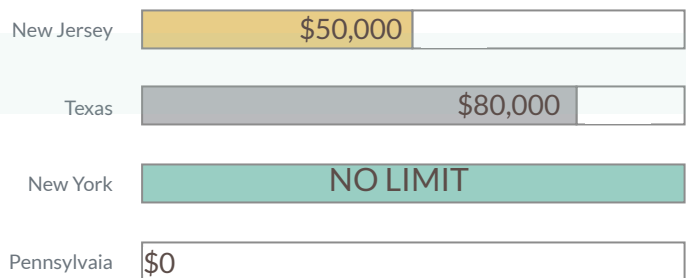 New Jersey $50,000
Texas $80,000
New York NO LIMIT
Pennsylvaia $0